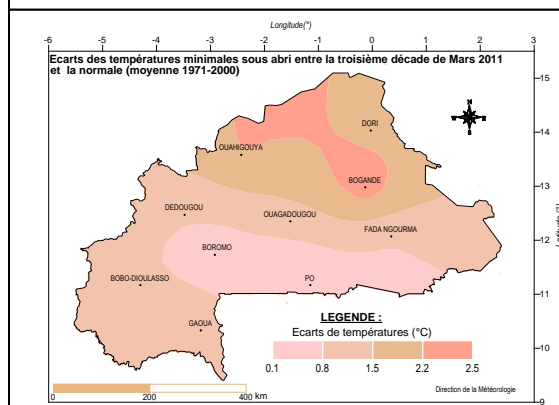 Longitude(°)
-6 -5 -4 -3 -2 -1 0 1 2 3
Ecarts des températures minimales sous abri entre la troisième décade de Mars 2011
et la normale (moyenne 1971-2000)
15
N
W E
S
14
DORI
OUAHIGOUYA
BOGANDE
13
DEDOUGOU
OUAGADOUGOU
FADA NGOURMA
12
BOROMO
BOBO-DIOULASSO
PO
11
LEGENDE :
GAOUA
Ecarts de températures (°C)
10
0.1 0.8 1.5 2.2 2.5
0 200 400 km
Direction de la Météorologie
9